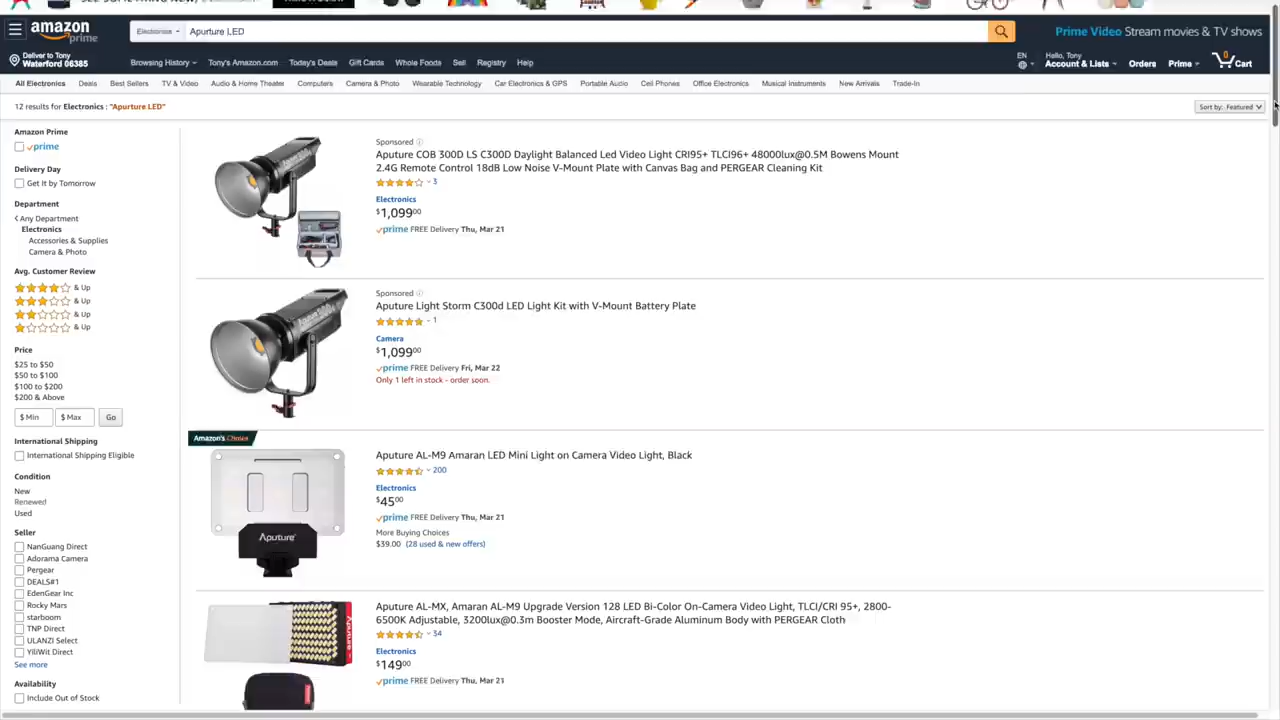 amazon
prime
Electronics
Apurture LED
Prime Video Stream movies & TV shows
Deliver to Tony
Waterford 06385
Browsing History
Tony's Amazon.com
Today's Deals
Gift Cards
Whole Foods
Sell
Registry
Help
EN
Hello, Tony
Account & Lists
Orders
Prime
0
Cart
All Electronics
Deals
Best Sellers
TV & Video
Audio & Home Theater
Computers
Camera & Photo
Wearable Technology
Car Electronics & GPS
Portable Audio
Cell Phones
Office Electronics
Musical Instruments
New Arrivals
Trade-In
12 results for Electronics : "Apurture LED"
Sort by: Featured
Amazon Prime
prime
Delivery Day
Get It by Tomorrow
Department
Any Department
Electronics
Accessories & Supplies
Camera & Photo
Avg. Customer Review
& Up
& Up
& Up
& Up
Price
$25 to $50
$50 to $100
$100 to $200
$200 & Above
$ Min
$ Max
Go
International Shipping
International Shipping Eligible
Condition
New
Renewed
Used
Seller
NanGuang Direct
Adorama Camera
Pergear
DEALS#1
EdenGear Inc
Rocky Mars
starboom
TNP Direct
ULANZI Select
YiliWit Direct
See more
Availability
Include Out of Stock
Sponsored
Aputure COB 300D LS C300D Daylight Balanced Led Video Light CRI95+ TLCI96+ 48000lux@0.5M Bowens Mount
2.4G Remote Control 18dB Low Noise V-Mount Plate with Canvas Bag and PERGEAR Cleaning Kit
3
Electronics
$1,09900
prime FREE Delivery Thu, Mar 21
Sponsored
Aputure Light Storm C300d LED Light Kit with V-Mount Battery Plate
1
Camera
$1,09900
prime FREE Delivery Fri, Mar 22
Only 1 left in stock - order soon.
Amazon's Choice
Aputure
Aputure AL-M9 Amaran LED Mini Light on Camera Video Light, Black
200
Electronics
$4500
prime FREE Delivery Thu, Mar 21
More Buying Choices
$39.00 (28 used & new offers)
Aputure AL-MX, Amaran AL-M9 Upgrade Version 128 LED Bi-Color On-Camera Video Light, TLCI/CRI 95+, 2800-
6500K Adjustable, 3200lux@0.3m Booster Mode, Aircraft-Grade Aluminum Body with PERGEAR Cloth
34
Electronics
$14900
prime FREE Delivery Thu, Mar 21